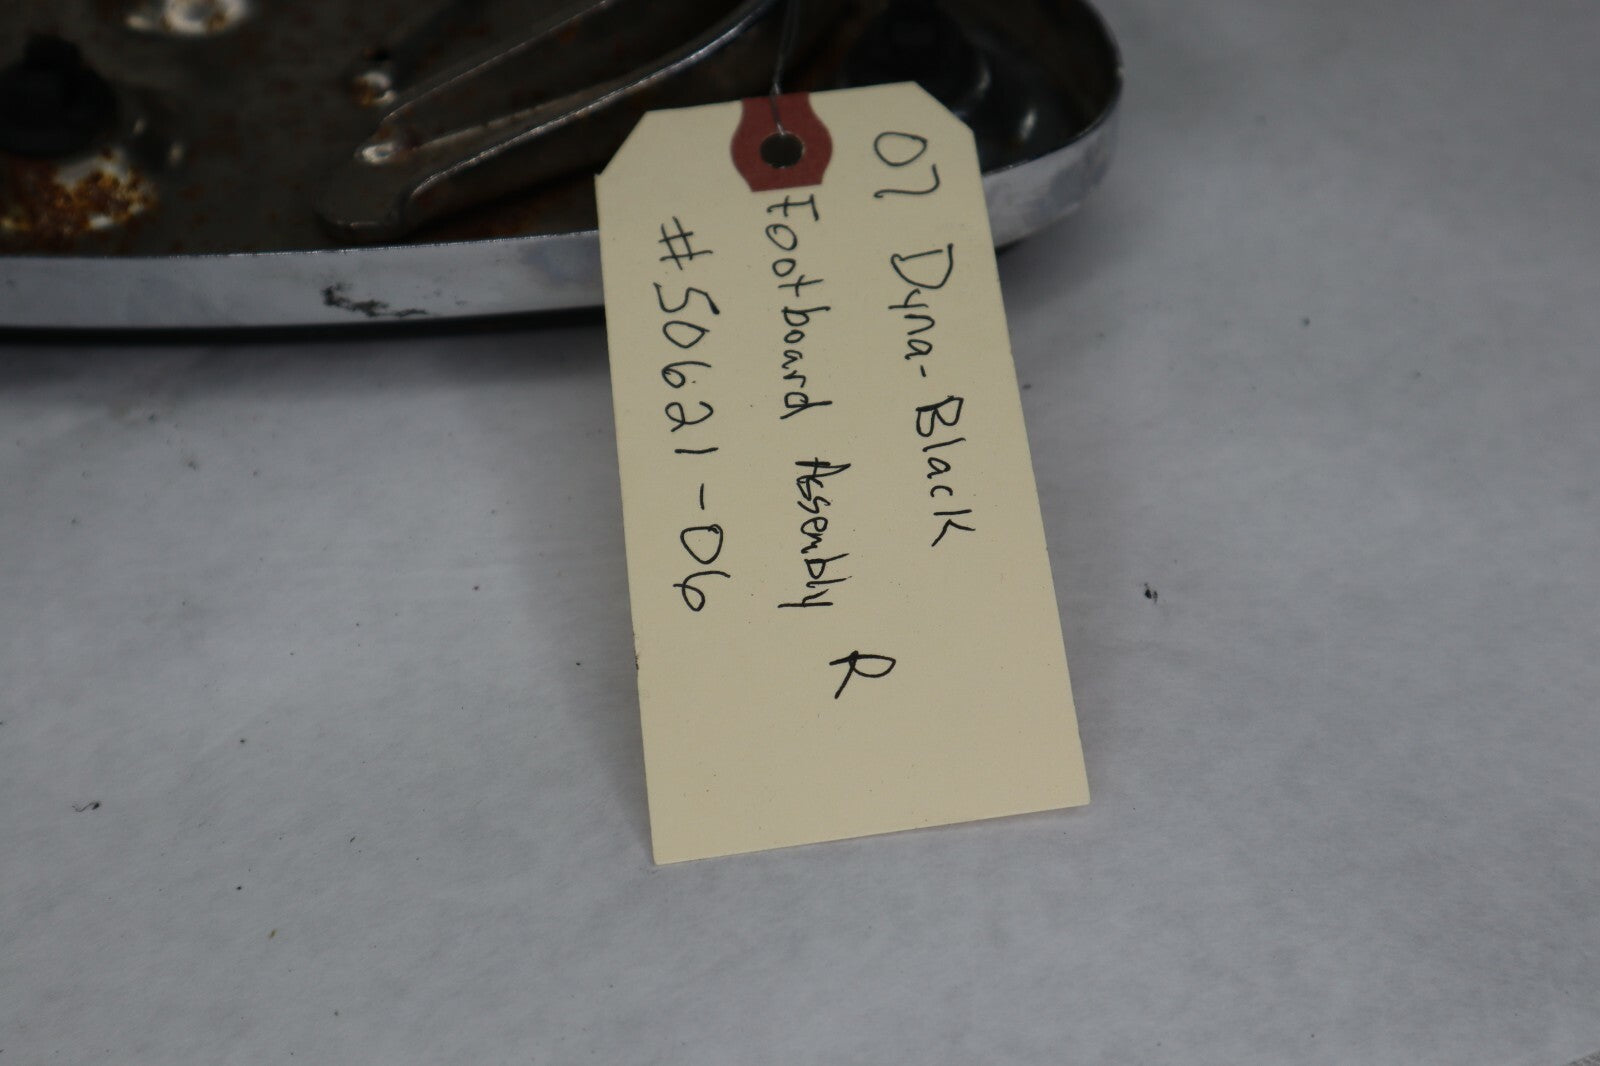 07 Dyna-Black
Footboard Assembly R
#50621-06